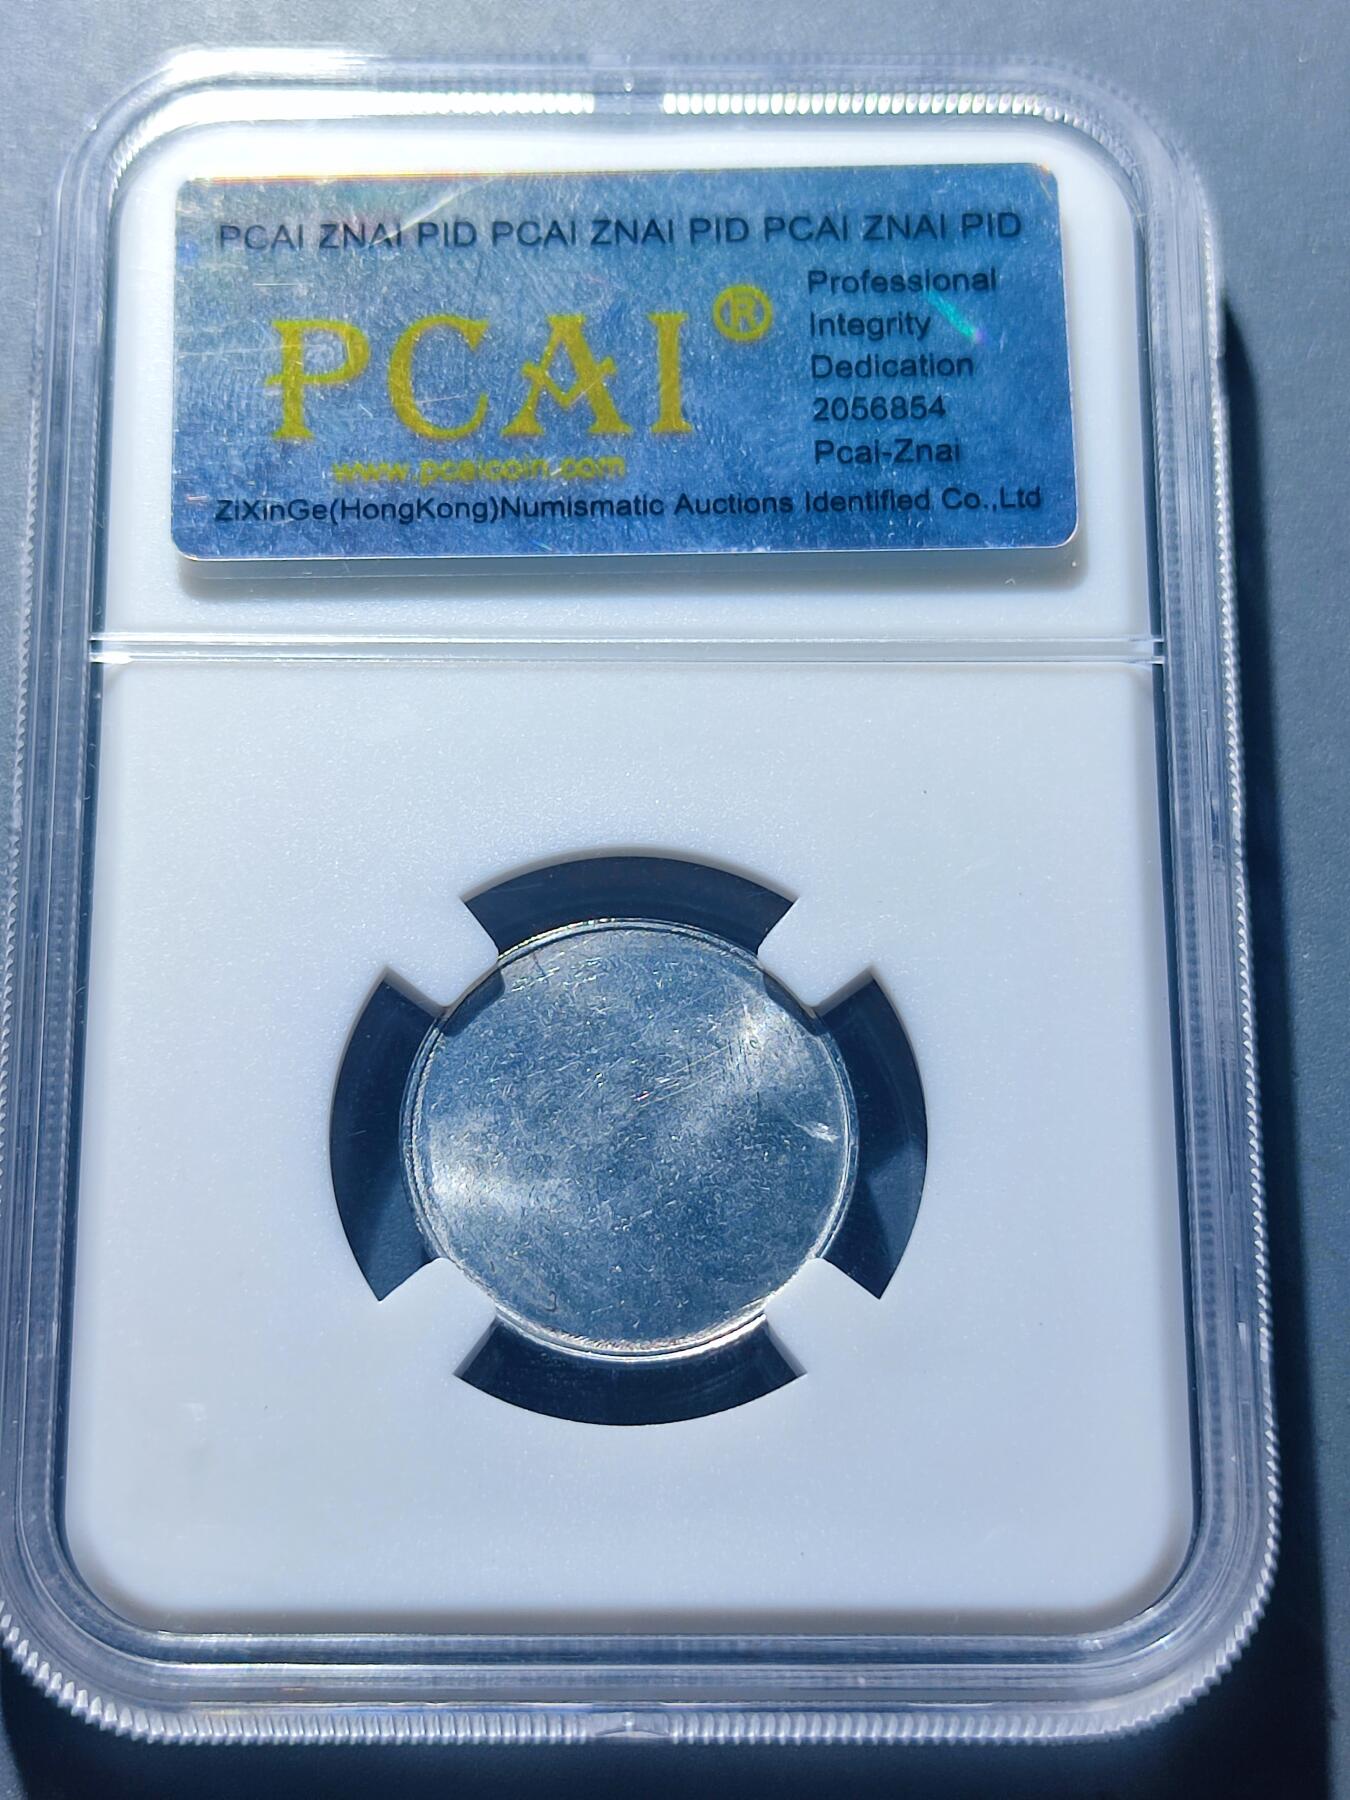 PCAI ZNAI PID PCAI ZNAI PID PCAI ZNAI PID
PCAI®
www.pcaicoin.com
Professional
Integrity
Dedication
2056854
Pcai-Znai
ZiXinGe(HongKong)Numismatic Auctions Identified Co.,Ltd